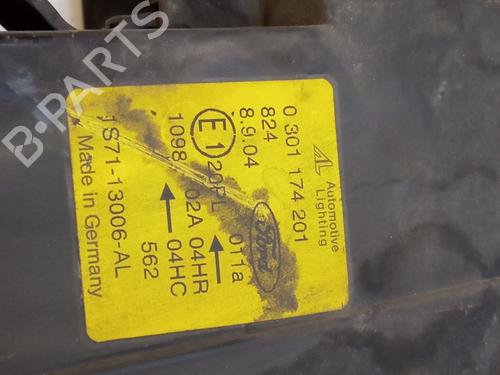 B-PARTS
AL Automotive Lighting
0 301 174 201
824
8.9.04
Ford
E1 20PL 011a
1098 02A 04HR
04HC
562
1S71-13006-AL
Made in Germany